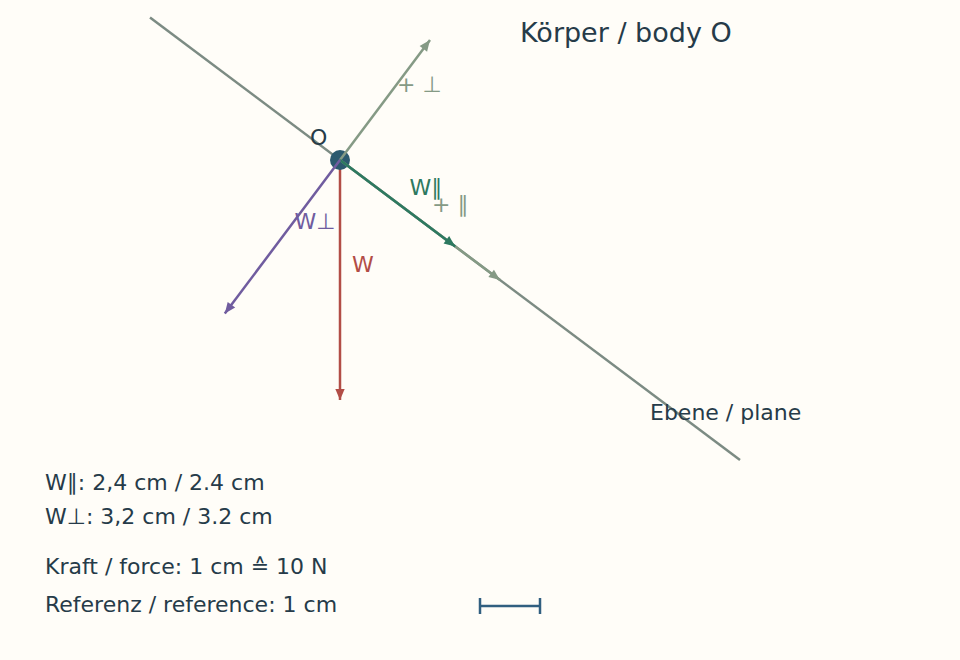 Körper / body O
+ ⊥
O
W∥
+ ∥
W⊥
W
Ebene / plane
W∥: 2,4 cm / 2.4 cm
W⊥: 3,2 cm / 3.2 cm
Kraft / force: 1 cm ≙ 10 N
Referenz / reference: 1 cm